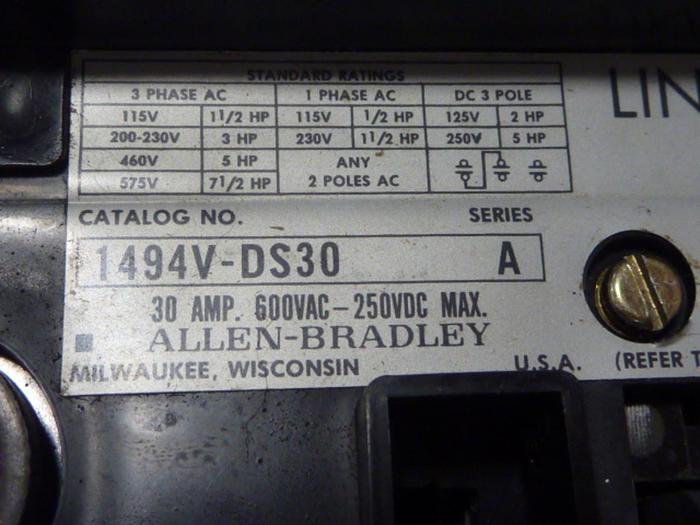 STANDARD RATINGS
3 PHASE AC 1 PHASE AC DC 3 POLE
115V 1 1/2 HP 115V 1/2 HP 125V 2 HP
200-230V 3 HP 230V 1 1/2 HP 250V 5 HP
460V 5 HP ANY
575V 7 1/2 HP 2 POLES AC
LIN
CATALOG NO. SERIES
1494V-DS30 A
30 AMP. 600VAC-250VDC MAX.
ALLEN-BRADLEY
MILWAUKEE, WISCONSIN U.S.A. (REFER T